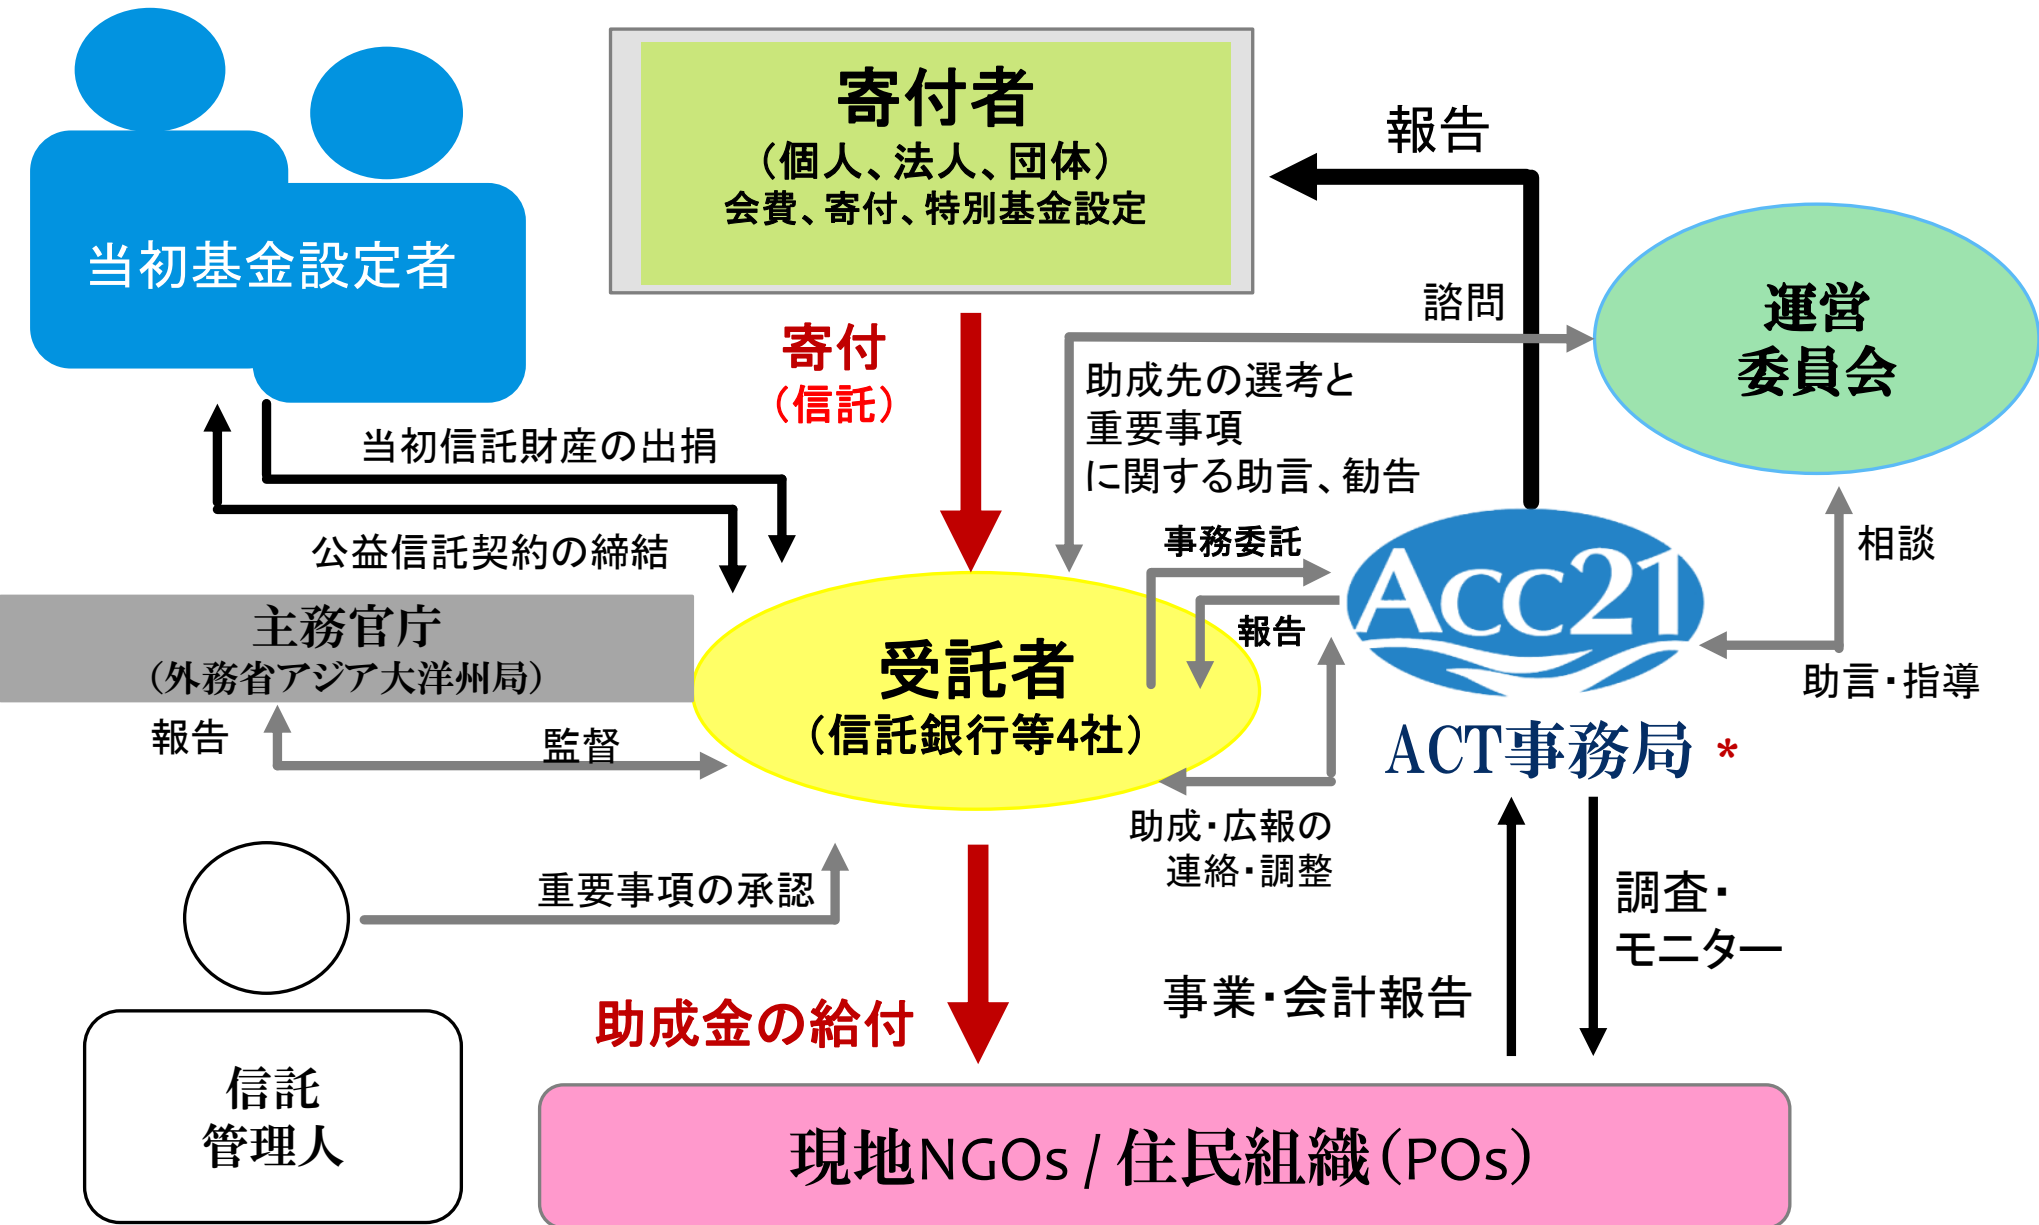 寄付者
（個人、法人、団体）
会費、寄付、特別基金設定
報告
当初基金設定者
運営
委員会
諮問
寄付
（信託）
助成先の選考と
重要事項
に関する助言、勧告
当初信託財産の出捐
公益信託契約の締結
事務委託
ACC21
相談
主務官庁
（外務省アジア大洋州局）
報告
受託者
（信託銀行等4社）
助言・指導
報告
監督
ACT事務局 *
助成・広報の
連絡・調整
重要事項の承認
調査・
モニター
事業・会計報告
助成金の給付
信託
管理人
現地NGOs / 住民組織（POs）